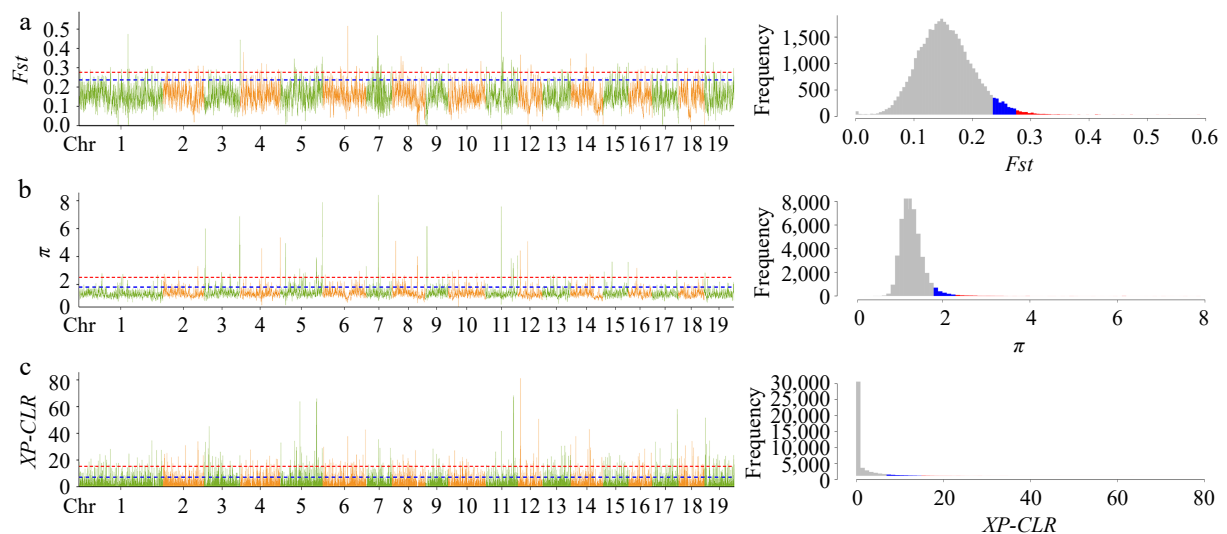 a
Fst
0.5
0.4
0.3
0.2
0.1
0.0
Chr 1 2 3 4 5 6 7 8 9 10 11 12 13 14 15 16 17 18 19
Frequency
1,500
1,000
500
0
0.0 0.1 0.2 0.3 0.4 0.5 0.6
Fst
b
π
8
6
4
2
0
Chr 1 2 3 4 5 6 7 8 9 10 11 12 13 14 15 16 17 18 19
Frequency
8,000
6,000
4,000
2,000
0
0 2 4 6 8
π
c
XP-CLR
80
60
40
20
0
Chr 1 2 3 4 5 6 7 8 9 10 11 12 13 14 15 16 17 18 19
Frequency
30,000
25,000
20,000
15,000
10,000
5,000
0
0 20 40 60 80
XP-CLR